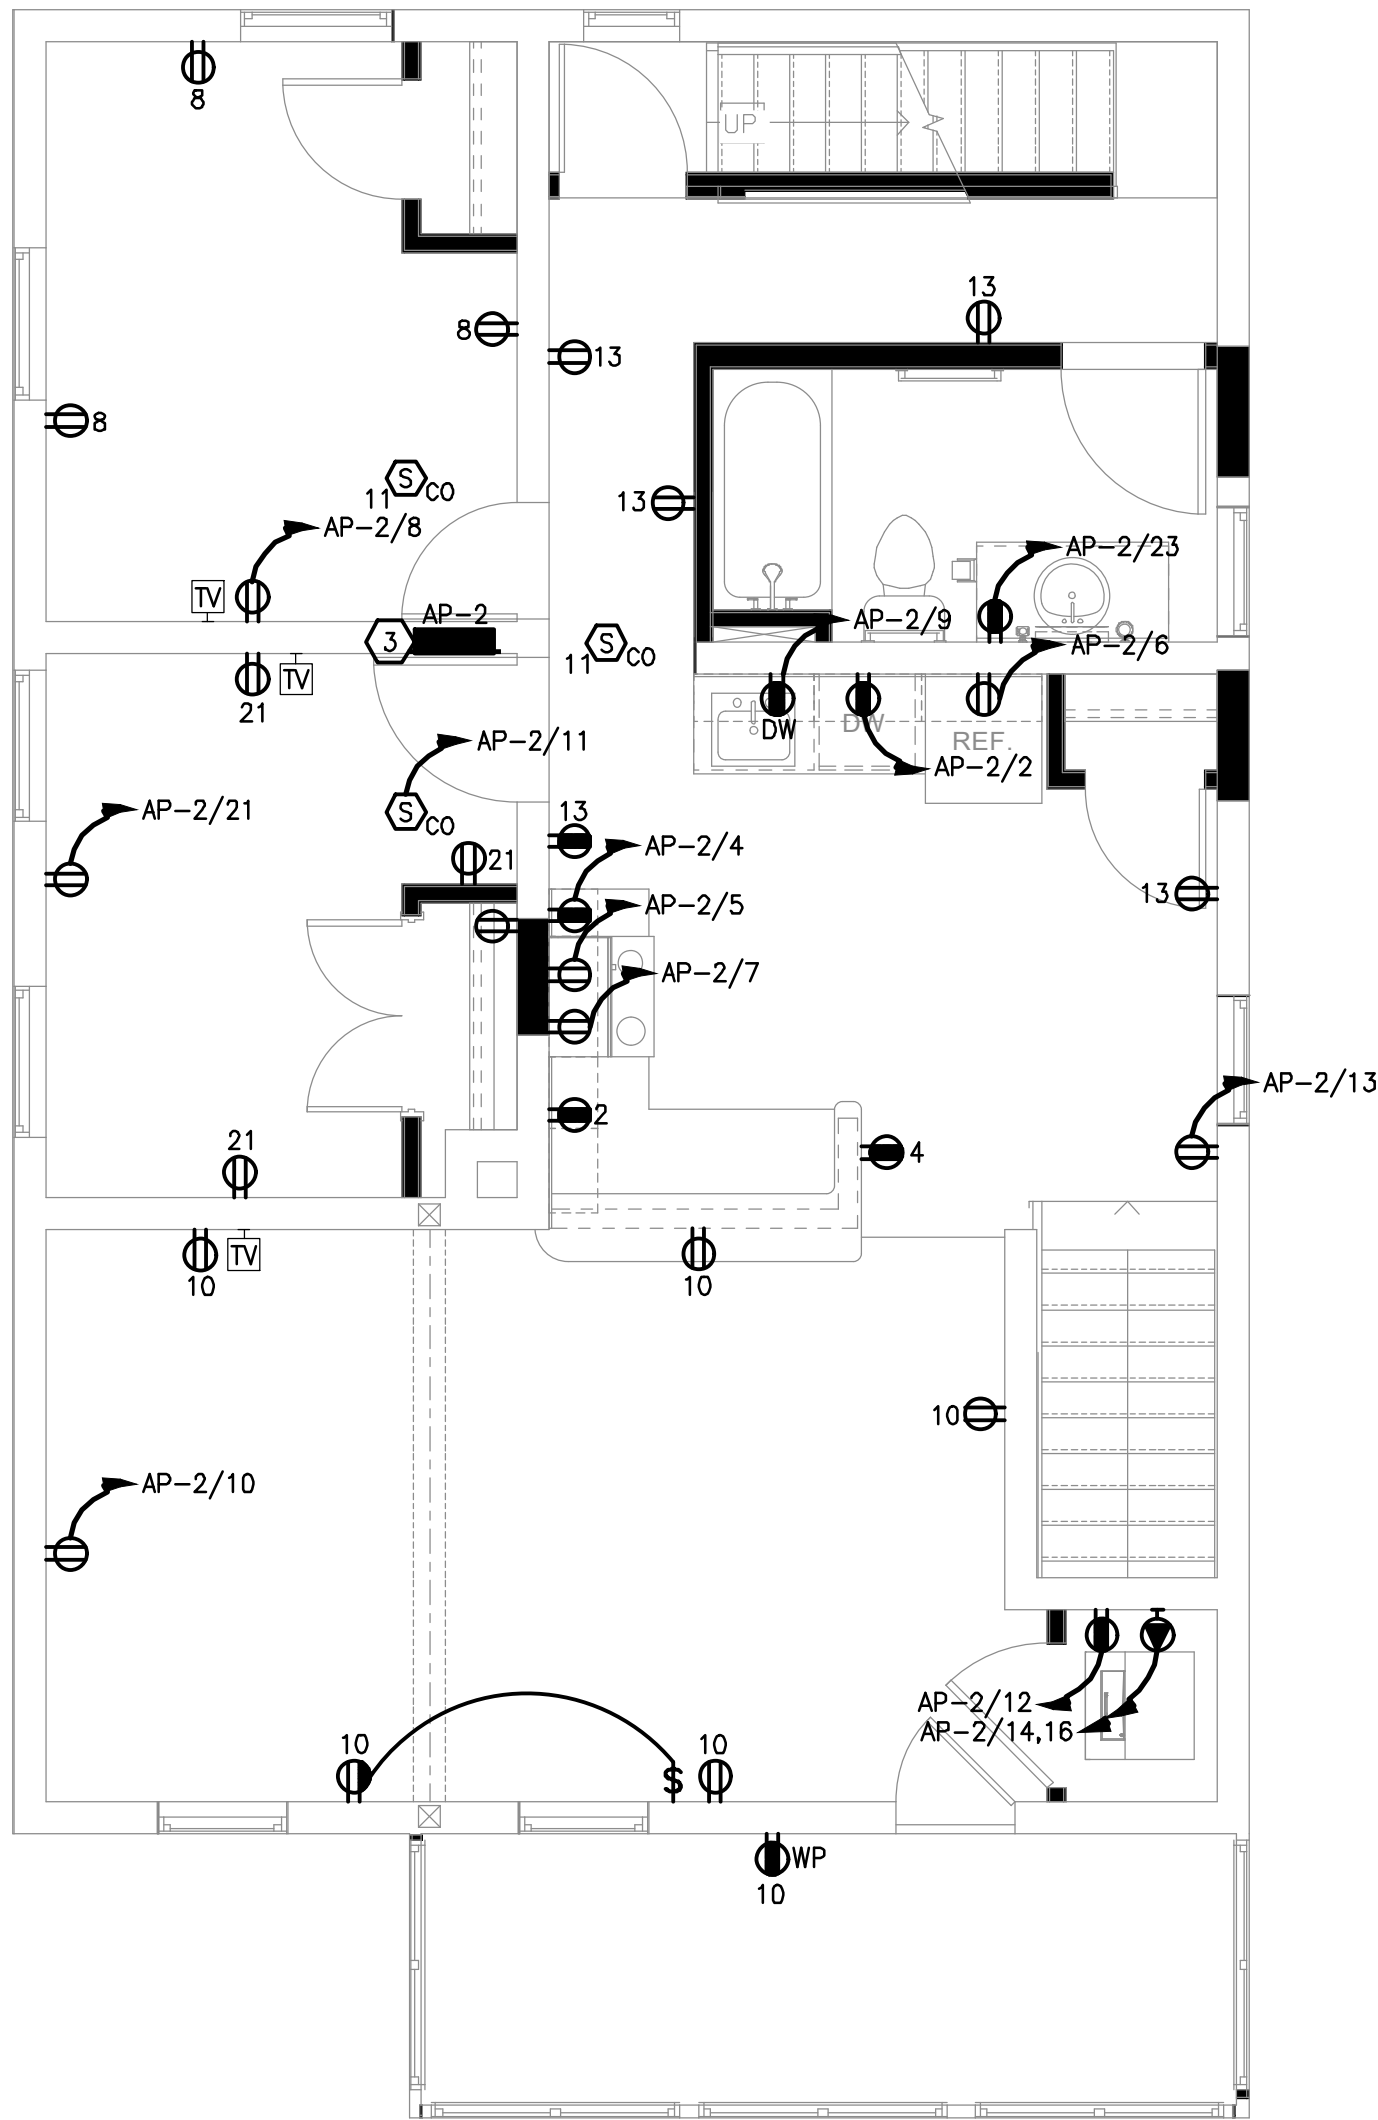 8
UP
13
8
13
8
S
CO
11
13
AP-2/8
AP-2/23
TV
AP-2
AP-2/9
3
S
CO
11
AP-2/6
TV
21
DW
DW
REF.
AP-2/11
AP-2/2
AP-2/21
S
CO
13
AP-2/4
21
13
AP-2/5
AP-2/7
AP-2/13
2
21
4
10
TV
10
10
AP-2/10
AP-2/12
AP-2/14,16
10
$
10
WP
10